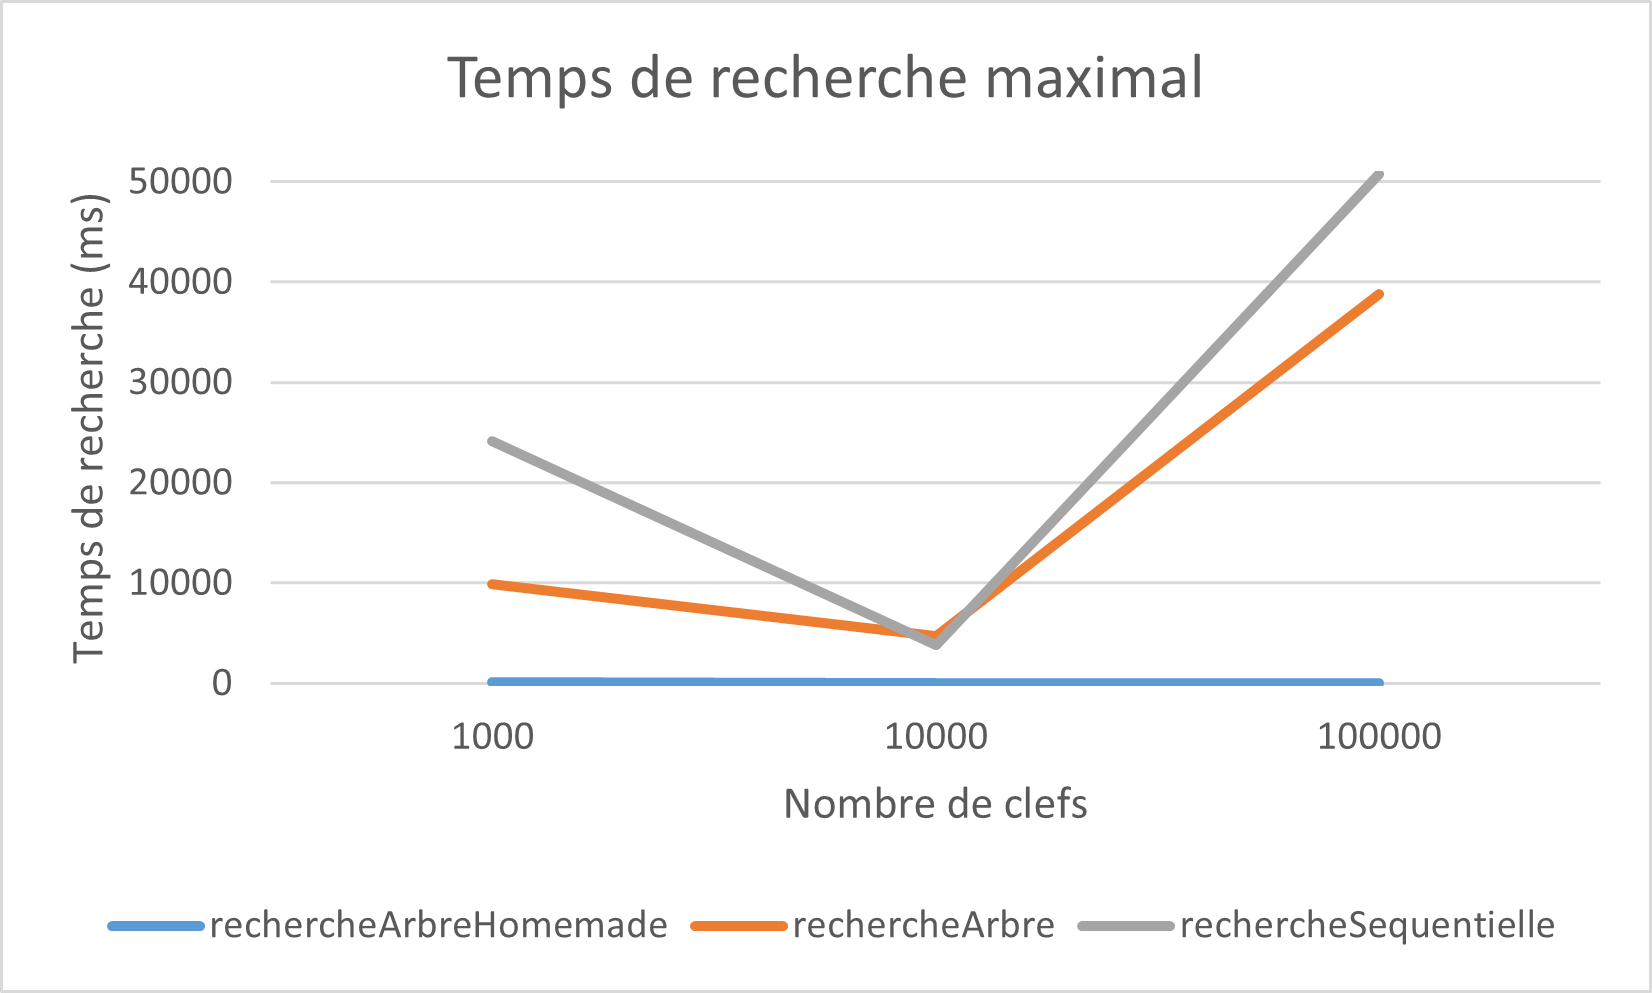 Temps de recherche maximal
Temps de recherche (ms)
50000
40000
30000
20000
10000
0
1000 10000 100000
Nombre de clefs
rechercheArbreHomemade rechercheArbre rechercheSequentielle